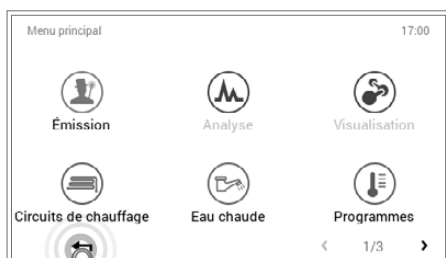 Menu principal 17:00
Émission Analyse Visualisation
Circuits de chauffage Eau chaude Programmes
1/3